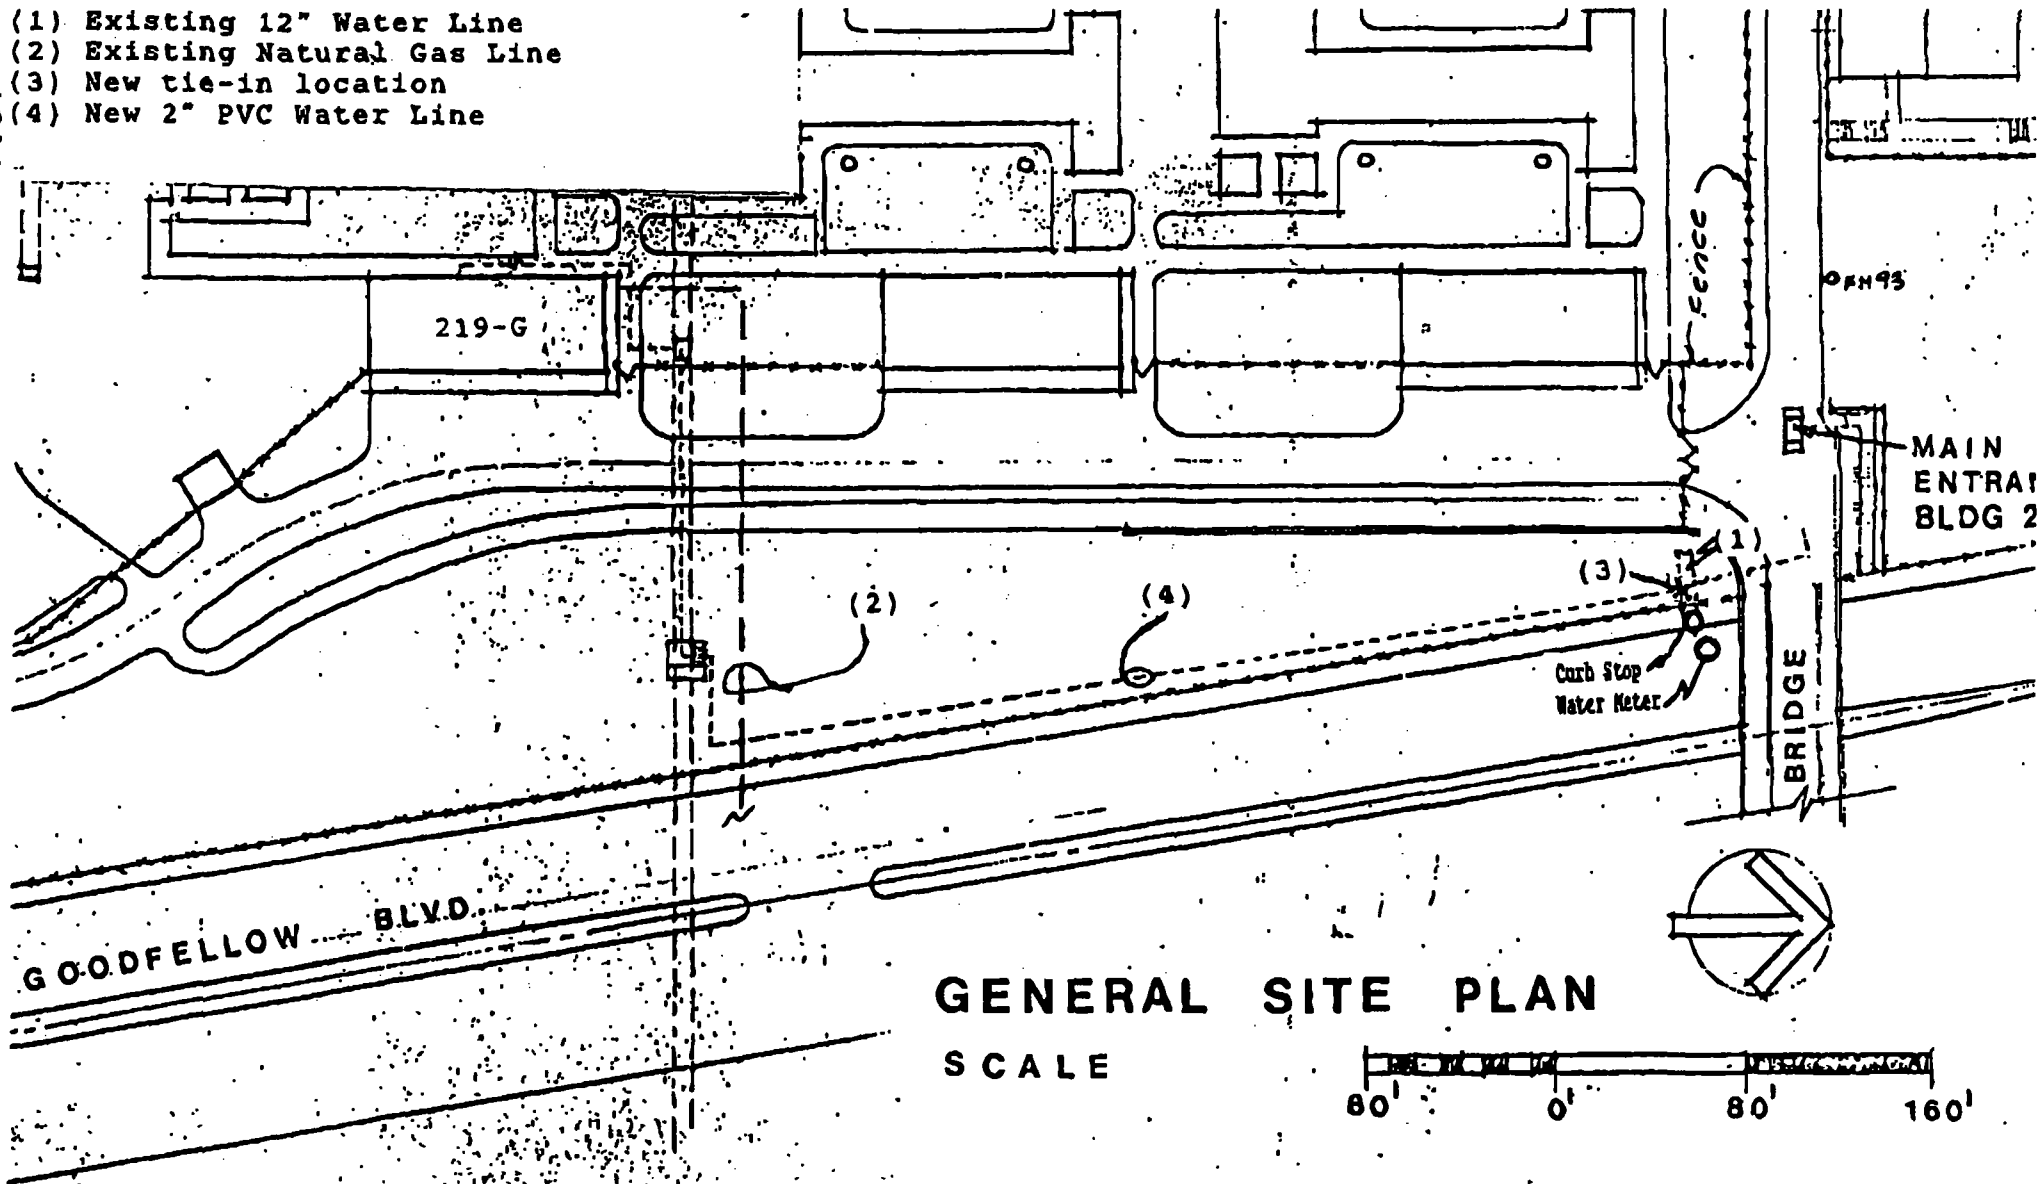 (1) Existing 12" Water Line
(2) Existing Natural Gas Line
(3) New tie-in location
(4) New 2" PVC Water Line
219-G
Fence
FH93
MAIN
ENTRAN
BLDG 2
(1)
(3)
(2)
(4)
Curb Stop
Water Meter
BRIDGE
GOODFELLOW BLVD.
GENERAL SITE PLAN
SCALE
80' 0' 80' 160'